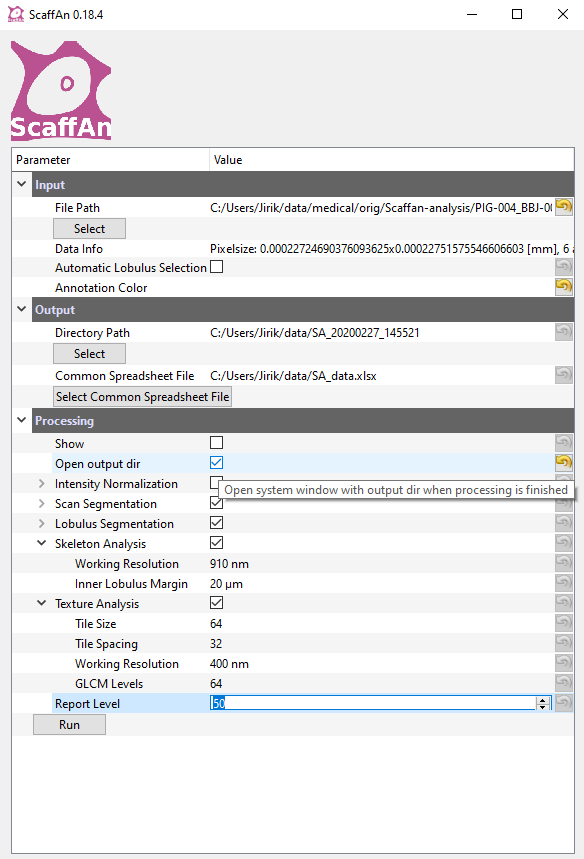 ScaffAn 0.18.4
ScaffAn
Parameter Value
Input
File Path C:/Users/Jirik/data/medical/orig/Scaffan-analysis/PIG-004_BBJ-0
Select
Data Info Pixelsize: 0.00022724690376093625x0.00022751575546606603 [mm], 6
Automatic Lobulus Selection
Annotation Color
Output
Directory Path C:/Users/Jirik/data/SA_20200227_145521
Select
Common Spreadsheet File C:/Users/Jirik/data/SA_data.xlsx
Select Common Spreadsheet File
Processing
Show
Open output dir
Intensity Normalization
Open system window with output dir when processing is finished
Scan Segmentation
Lobulus Segmentation
Skeleton Analysis
Working Resolution 910 nm
Inner Lobulus Margin 20 µm
Texture Analysis
Tile Size 64
Tile Spacing 32
Working Resolution 400 nm
GLCM Levels 64
Report Level 50
Run